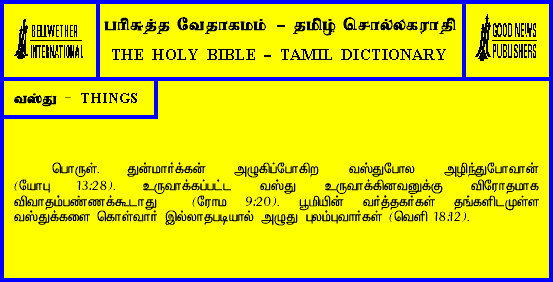 BELLWETHER
INTERNATIONAL
பரிசுத்த வேதாகமம் - தமிழ் சொல்லகராதி
THE HOLY BIBLE - TAMIL DICTIONARY
GOOD NEWS
PUBLISHERS
வஸ்து - THINGS
பொருள். துன்மார்க்கன் அழுகிப்போகிற வஸ்துபோல அழிந்துபோவான்
(யோபு 13:28). உருவாக்கப்பட்ட வஸ்து உருவாக்கினவனுக்கு விரோதமாக
விவாதம்பண்ணக்கூடாது (ரோம 9:20). பூமியின் வர்த்தகர்கள் தங்களிடமுள்ள
வஸ்துக்களை கொள்வார் இல்லாதபடியால் அழுது புலம்புவார்கள் (வெளி 18:12).